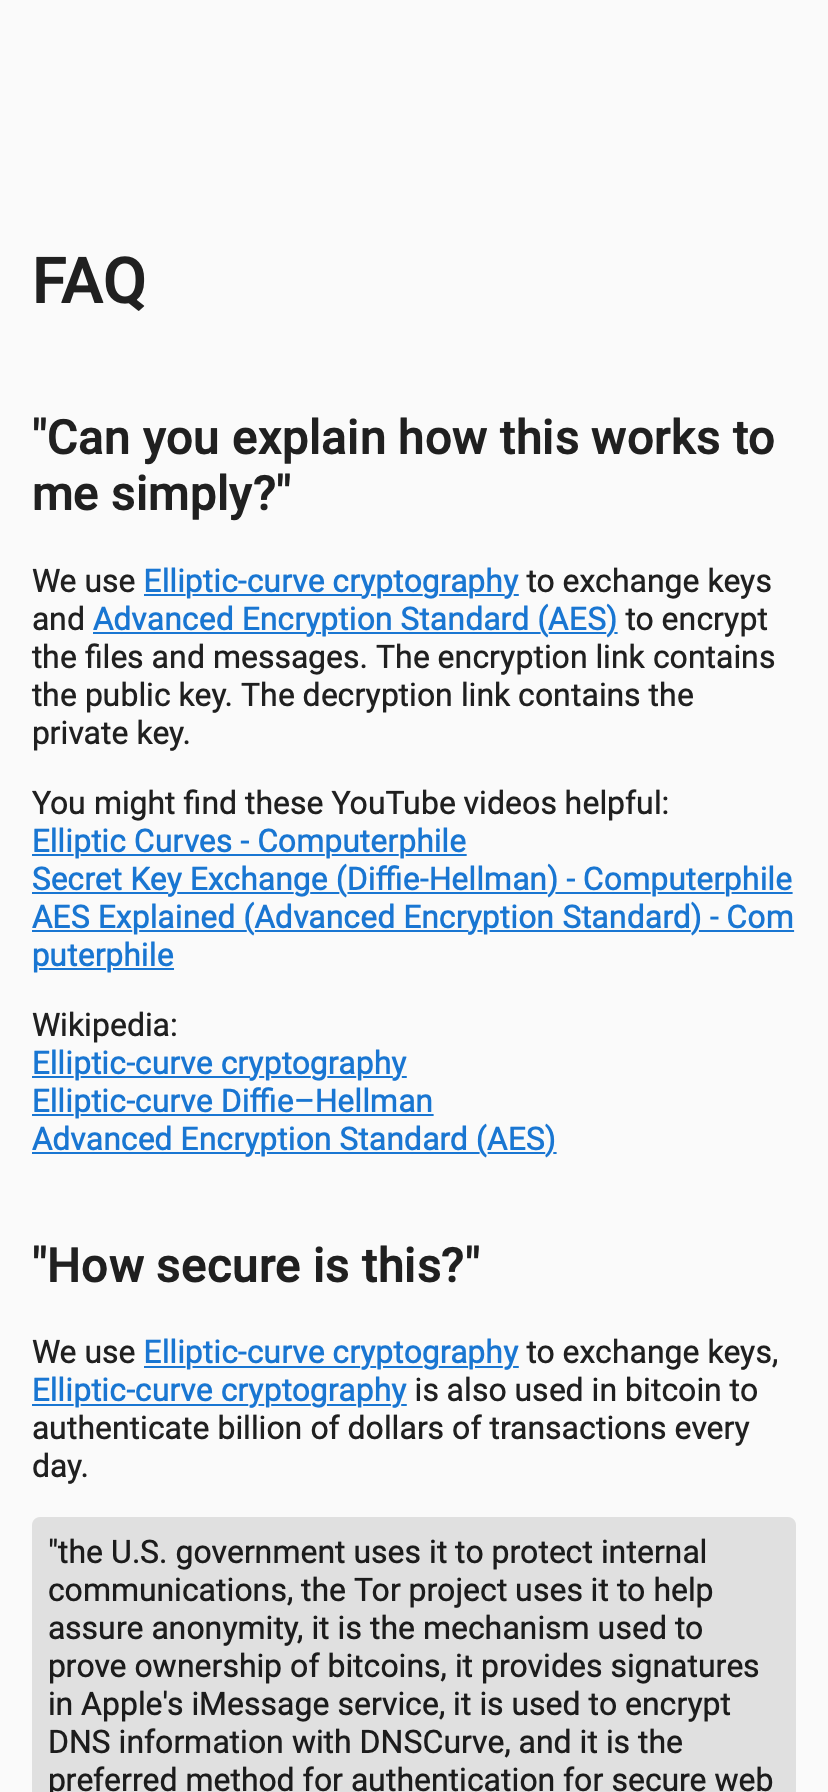 FAQ
"Can you explain how this works to
me simply?"
We use Elliptic-curve cryptography to exchange keys
and Advanced Encryption Standard (AES) to encrypt
the files and messages. The encryption link contains
the public key. The decryption link contains the
private key.
You might find these YouTube videos helpful:
Elliptic Curves - Computerphile
Secret Key Exchange (Diffie-Hellman) - Computerphile
AES Explained (Advanced Encryption Standard) - Com
puterphile
Wikipedia:
Elliptic-curve cryptography
Elliptic-curve Diffie–Hellman
Advanced Encryption Standard (AES)
"How secure is this?"
We use Elliptic-curve cryptography to exchange keys,
Elliptic-curve cryptography is also used in bitcoin to
authenticate billion of dollars of transactions every
day.
"the U.S. government uses it to protect internal
communications, the Tor project uses it to help
assure anonymity, it is the mechanism used to
prove ownership of bitcoins, it provides signatures
in Apple's iMessage service, it is used to encrypt
DNS information with DNSCurve, and it is the
preferred method for authentication for secure web